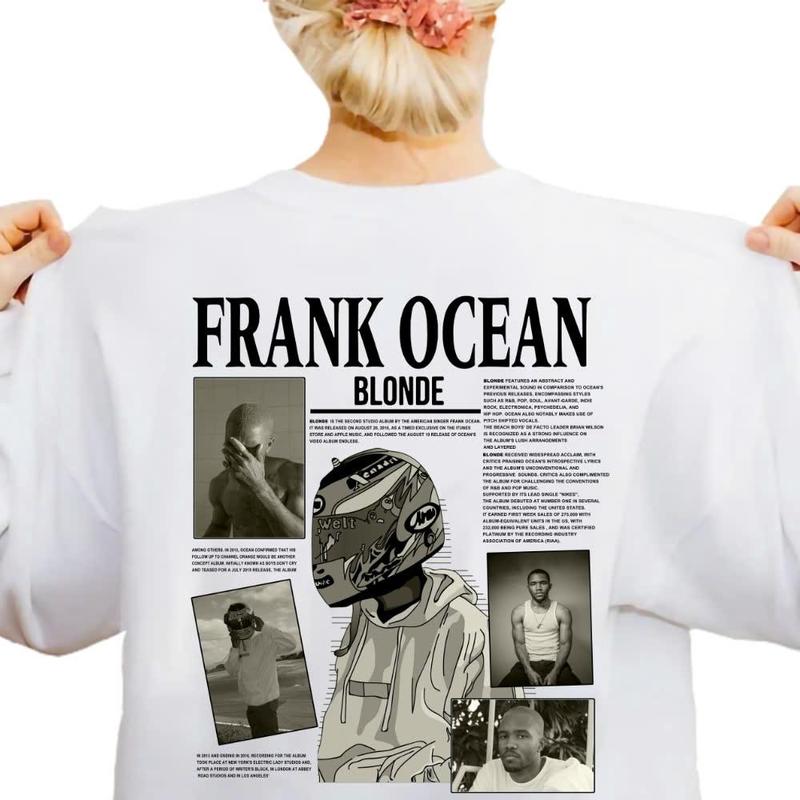 FRANK OCEAN
BLONDE
BLONDE IS THE SECOND STUDIO ALBUM BY THE AMERICAN SINGER FRANK OCEAN.
IT WAS RELEASED ON AUGUST 20, 2016, AS A TIMED EXCLUSIVE ON THE ITUNES
STORE AND APPLE MUSIC, AND FOLLOWED THE AUGUST 19 RELEASE OF OCEAN'S
VIDEO ALBUM ENDLESS.
BLONDE FEATURES AN ABSTRACT AND
EXPERIMENTAL SOUND IN COMPARISON TO OCEAN'S
PREVIOUS RELEASES, ENCOMPASSING STYLES
SUCH AS R&B, POP, SOUL, AVANT-GARDE, INDIE
ROCK, ELECTRONICA, PSYCHEDELIA, AND
HIP HOP. OCEAN ALSO NOTABLY MAKES USE OF
PITCH SHIFTED VOCALS.
THE BEACH BOYS' DE FACTO LEADER BRIAN WILSON
IS RECOGNIZED AS A STRONG INFLUENCE ON
THE ALBUM'S LUSH ARRANGEMENTS
AND LAYERED
BLONDE RECEIVED WIDESPREAD ACCLAIM, WITH
CRITICS PRAISING OCEAN'S INTROSPECTIVE LYRICS
AND THE ALBUM'S UNCONVENTIONAL AND
PROGRESSIVE SOUNDS. CRITICS ALSO COMPLIMENTED
THE ALBUM FOR CHALLENGING THE CONVENTIONS
OF R&B AND POP MUSIC.
SUPPORTED BY ITS LEAD SINGLE "NIKES",
THE ALBUM DEBUTED AT NUMBER ONE IN SEVERAL
COUNTRIES, INCLUDING THE UNITED STATES.
IT EARNED FIRST WEEK SALES OF 275,000 WITH
ALBUM-EQUIVALENT UNITS IN THE US, WITH
232,000 BEING PURE SALES , AND WAS CERTIFIED
PLATINUM BY THE RECORDING INDUSTRY
ASSOCIATION OF AMERICA (RIAA).
Welt
Arai
AMONG OTHERS. IN 2013, OCEAN CONFIRMED THAT HIS
FOLLOW UP TO CHANNEL ORANGE WOULD BE ANOTHER
CONCEPT ALBUM. INITIALLY KNOWN AS BOYS DON'T CRY
AND TEASED FOR A JULY 2015 RELEASE, THE ALBUM
IN 2013 AND ENDING IN 2016, RECORDING FOR THE ALBUM
TOOK PLACE AT NEW YORK'S ELECTRIC LADY STUDIOS AND,
AFTER A PERIOD OF WRITER'S BLOCK, IN LONDON AT ABBEY
ROAD STUDIOS AND IN LOS ANGELES'